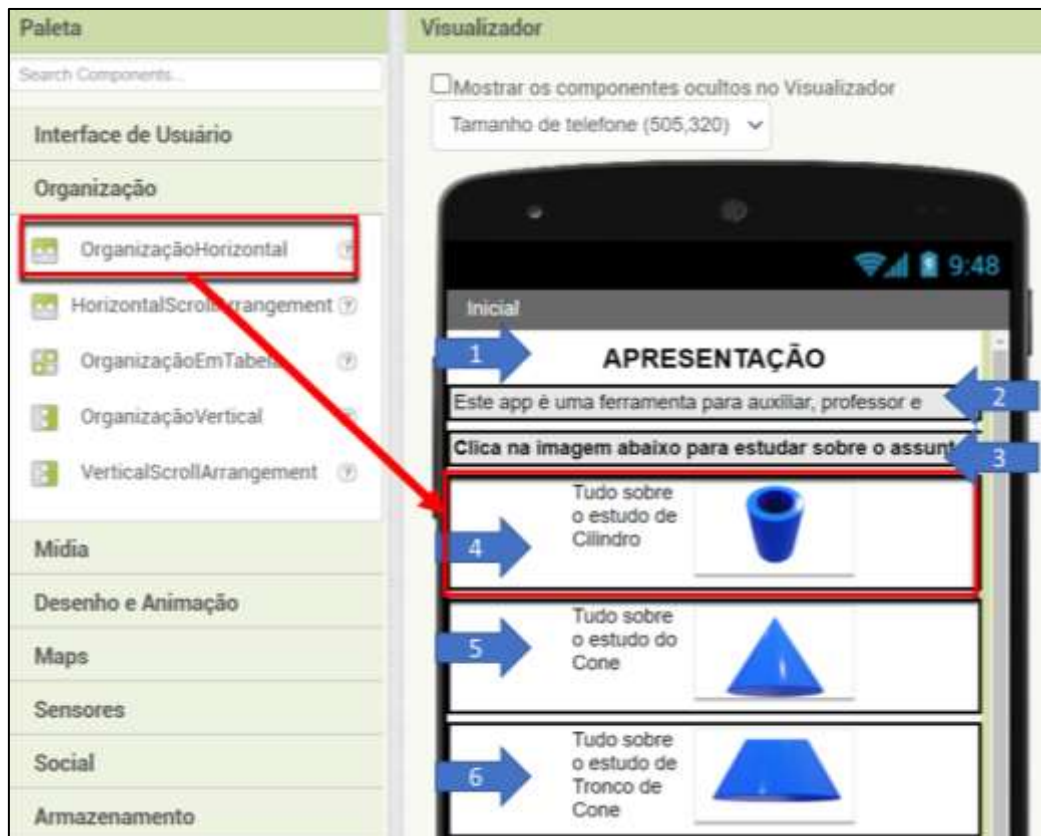 Paleta
Search Components...
Interface de Usuário
Organização
OrganizaçãoHorizontal
HorizontalScrollArrangement
OrganizaçãoEmTabela
OrganizaçãoVertical
VerticalScrollArrangement
Mídia
Desenho e Animação
Maps
Sensores
Social
Armazenamento
Visualizador
Mostrar os componentes ocultos no Visualizador
Tamanho de telefone (505,320)
9:48
Inicial
1
APRESENTAÇÃO
Este app é uma ferramenta para auxiliar, professor e
2
Clica na imagem abaixo para estudar sobre o assunt
3
Tudo sobre
o estudo de
Cilindro
4
Tudo sobre
o estudo do
Cone
5
Tudo sobre
o estudo de
Tronco de
Cone
6